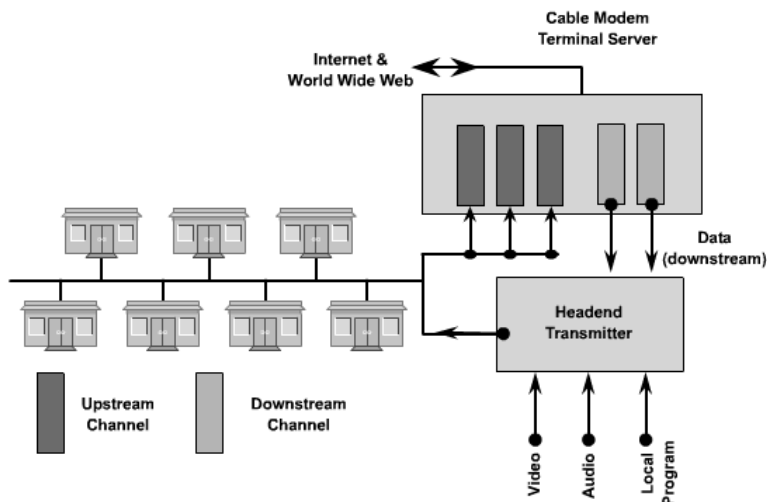 Cable Modem
Terminal Server
Internet &
World Wide Web
Data
(downstream)
Headend
Transmitter
Upstream
Channel
Downstream
Channel
Video
Audio
Local
Program